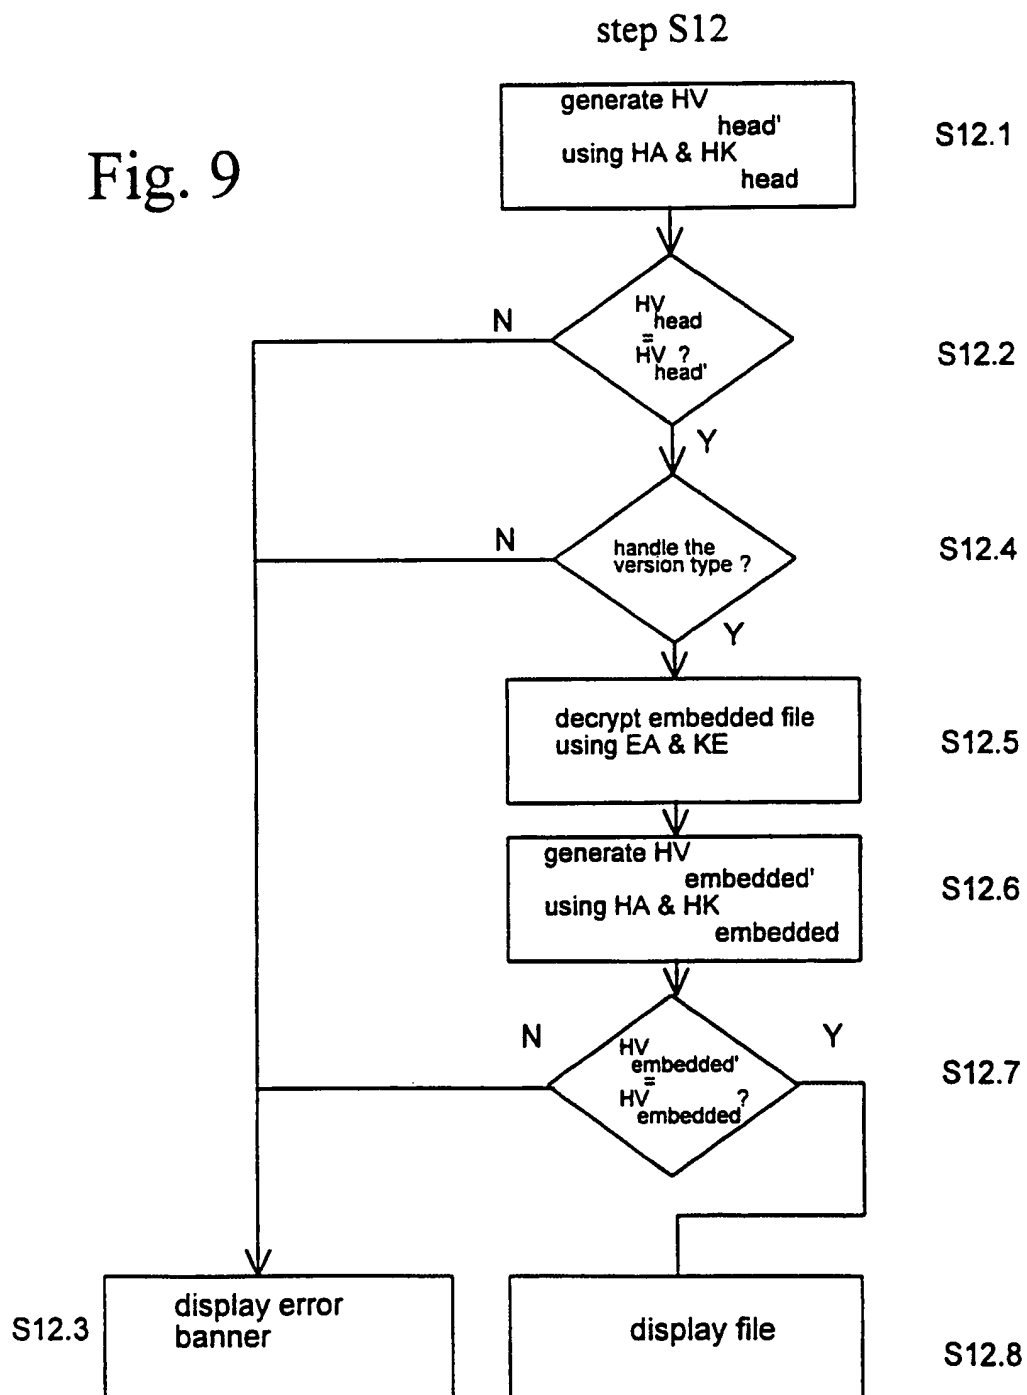 step S12
Fig. 9
generate HV
head'
using HA & HK
head
S12.1
N
HV
head
=
HV ?
head'
S12.2
Y
N
handle the
version type ?
S12.4
Y
decrypt embedded file
using EA & KE
S12.5
generate HV
embedded'
using HA & HK
embedded
S12.6
N
Y
HV
embedded'
=
HV ?
embedded
S12.7
S12.3
display error
banner
display file
S12.8